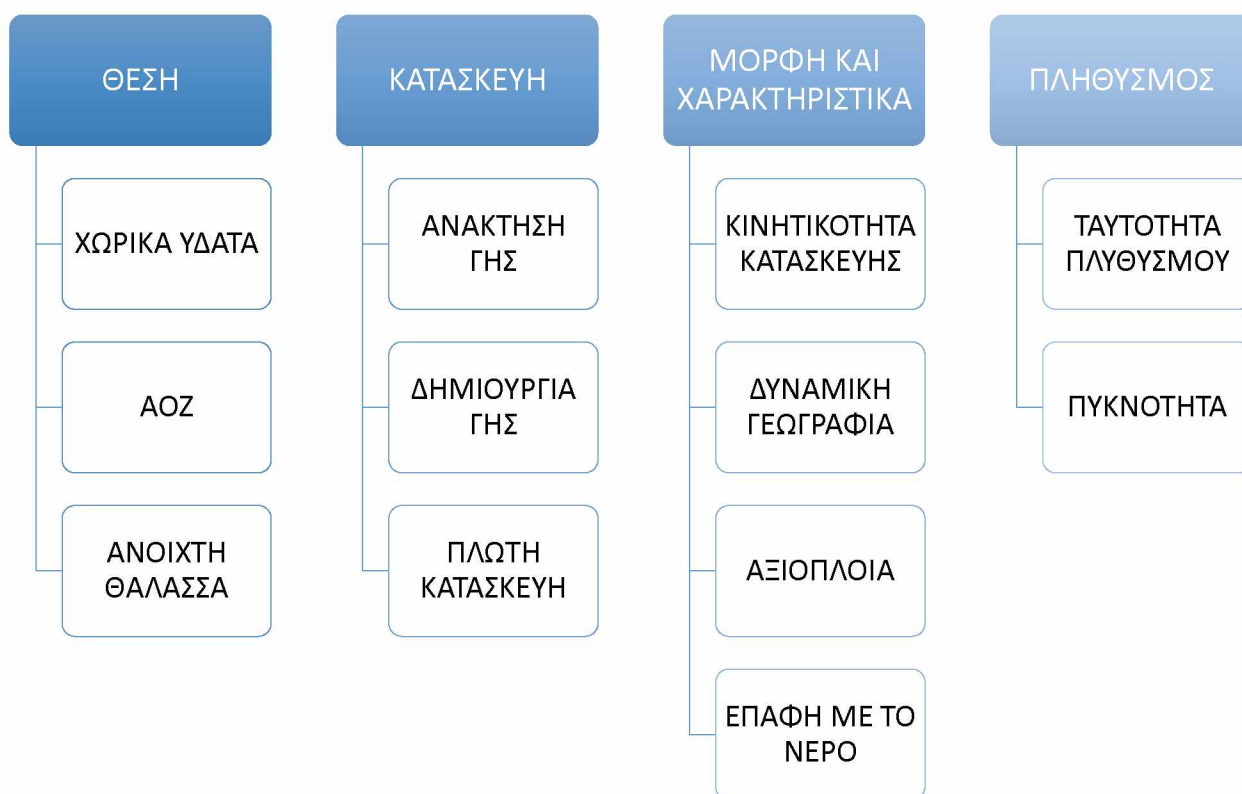 ΘΕΣΗ
ΧΩΡΙΚΑ ΥΔΑΤΑ
ΑΟΖ
ΑΝΟΙΧΤΗ
ΘΑΛΑΣΣΑ
ΚΑΤΑΣΚΕΥΗ
ΑΝΑΚΤΗΣΗ
ΓΗΣ
ΔΗΜΙΟΥΡΓΙΑ
ΓΗΣ
ΠΛΩΤΗ
ΚΑΤΑΣΚΕΥΗ
ΜΟΡΦΗ ΚΑΙ
ΧΑΡΑΚΤΗΡΙΣΤΙΚΑ
ΚΙΝΗΤΙΚΟΤΗΤΑ
ΚΑΤΑΣΚΕΥΗΣ
ΔΥΝΑΜΙΚΗ
ΓΕΩΓΡΑΦΙΑ
ΑΞΙΟΠΛΟΙΑ
ΕΠΑΦΗ ΜΕ ΤΟ
ΝΕΡΟ
ΠΛΗΘΥΣΜΟΣ
ΤΑΥΤΟΤΗΤΑ
ΠΛΥΘΥΣΜΟΥ
ΠΥΚΝΟΤΗΤΑ